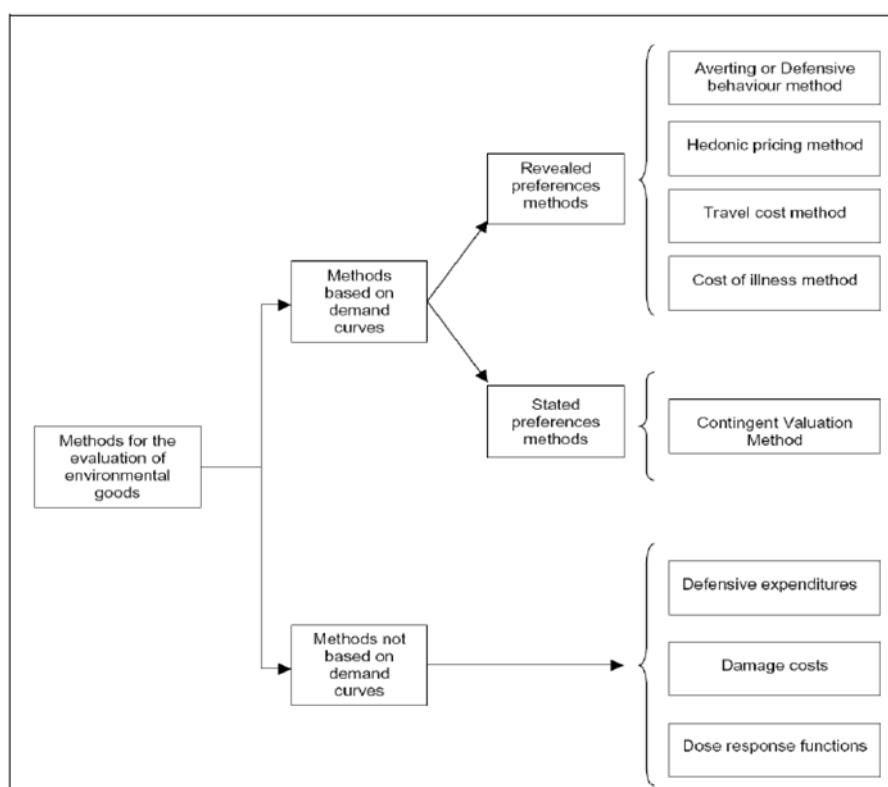 Averting or Defensive
behaviour method
Hedonic pricing method
Revealed
preferences
methods
Travel cost method
Cost of illness method
Methods
based on
demand
curves
Stated
preferences
methods
Contingent Valuation
Method
Methods for the
evaluation of
environmental
goods
Defensive expenditures
Methods not
based on
demand
curves
Damage costs
Dose response functions